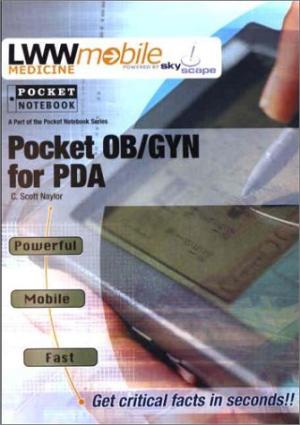 LWWmobile
MEDICINE
POWERED BY skyscape
POCKET
NOTEBOOK
A Part of the Pocket Notebook Series
Pocket OB/GYN
for PDA
C. Scott Naylor
Powerful
Mobile
Fast
Get critical facts in seconds!!